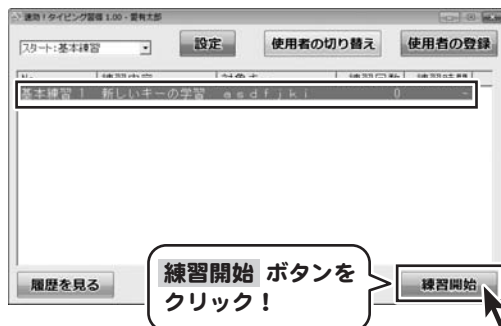 速効!タイピング習得 1.00 - 愛有太郎
スタート:基本練習 設定 使用者の切り替え 使用者の登録
基本練習 1 新しいキーの学習 a s d f j k l 0 -
練習開始 ボタンを
クリック!
履歴を見る 練習開始